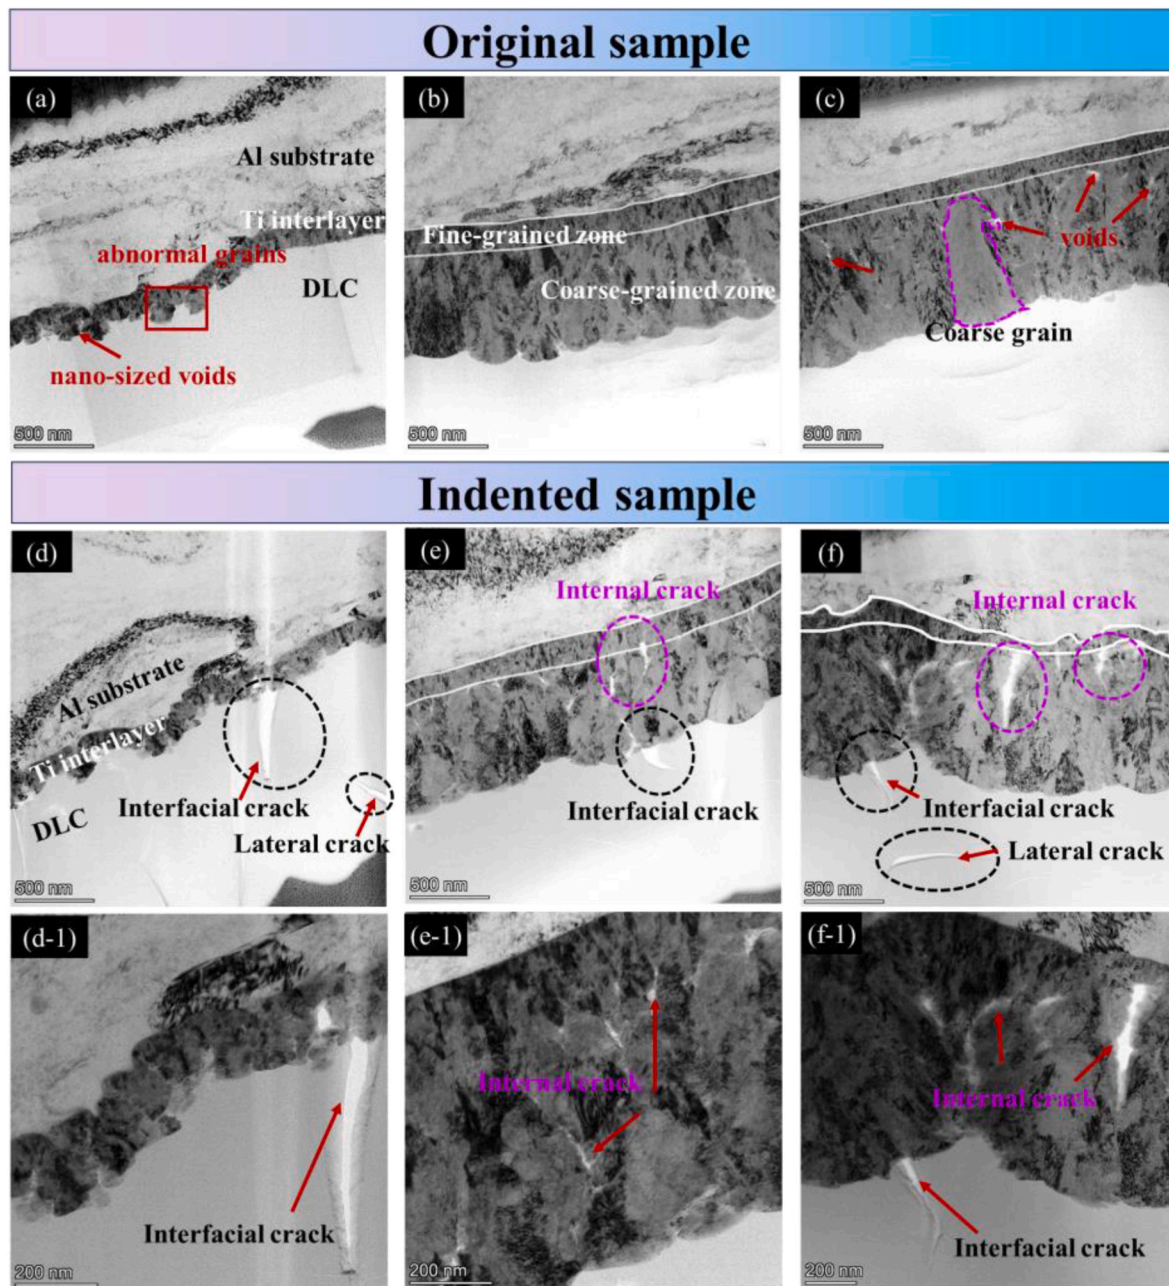 Original sample
(a)
Al substrate
Ti interlayer
abnormal grains
DLC
nano-sized voids
500 nm
(b)
Fine-grained zone
Coarse-grained zone
500 nm
(c)
voids
Coarse grain
500 nm
Indented sample
(d)
Al substrate
Ti interlayer
Interfacial crack
DLC
Lateral crack
500 nm
(e)
Internal crack
Interfacial crack
500 nm
(f)
Internal crack
Interfacial crack
Lateral crack
500 nm
(d-1)
Interfacial crack
200 nm
(e-1)
Internal crack
200 nm
(f-1)
Internal crack
Interfacial crack
200 nm